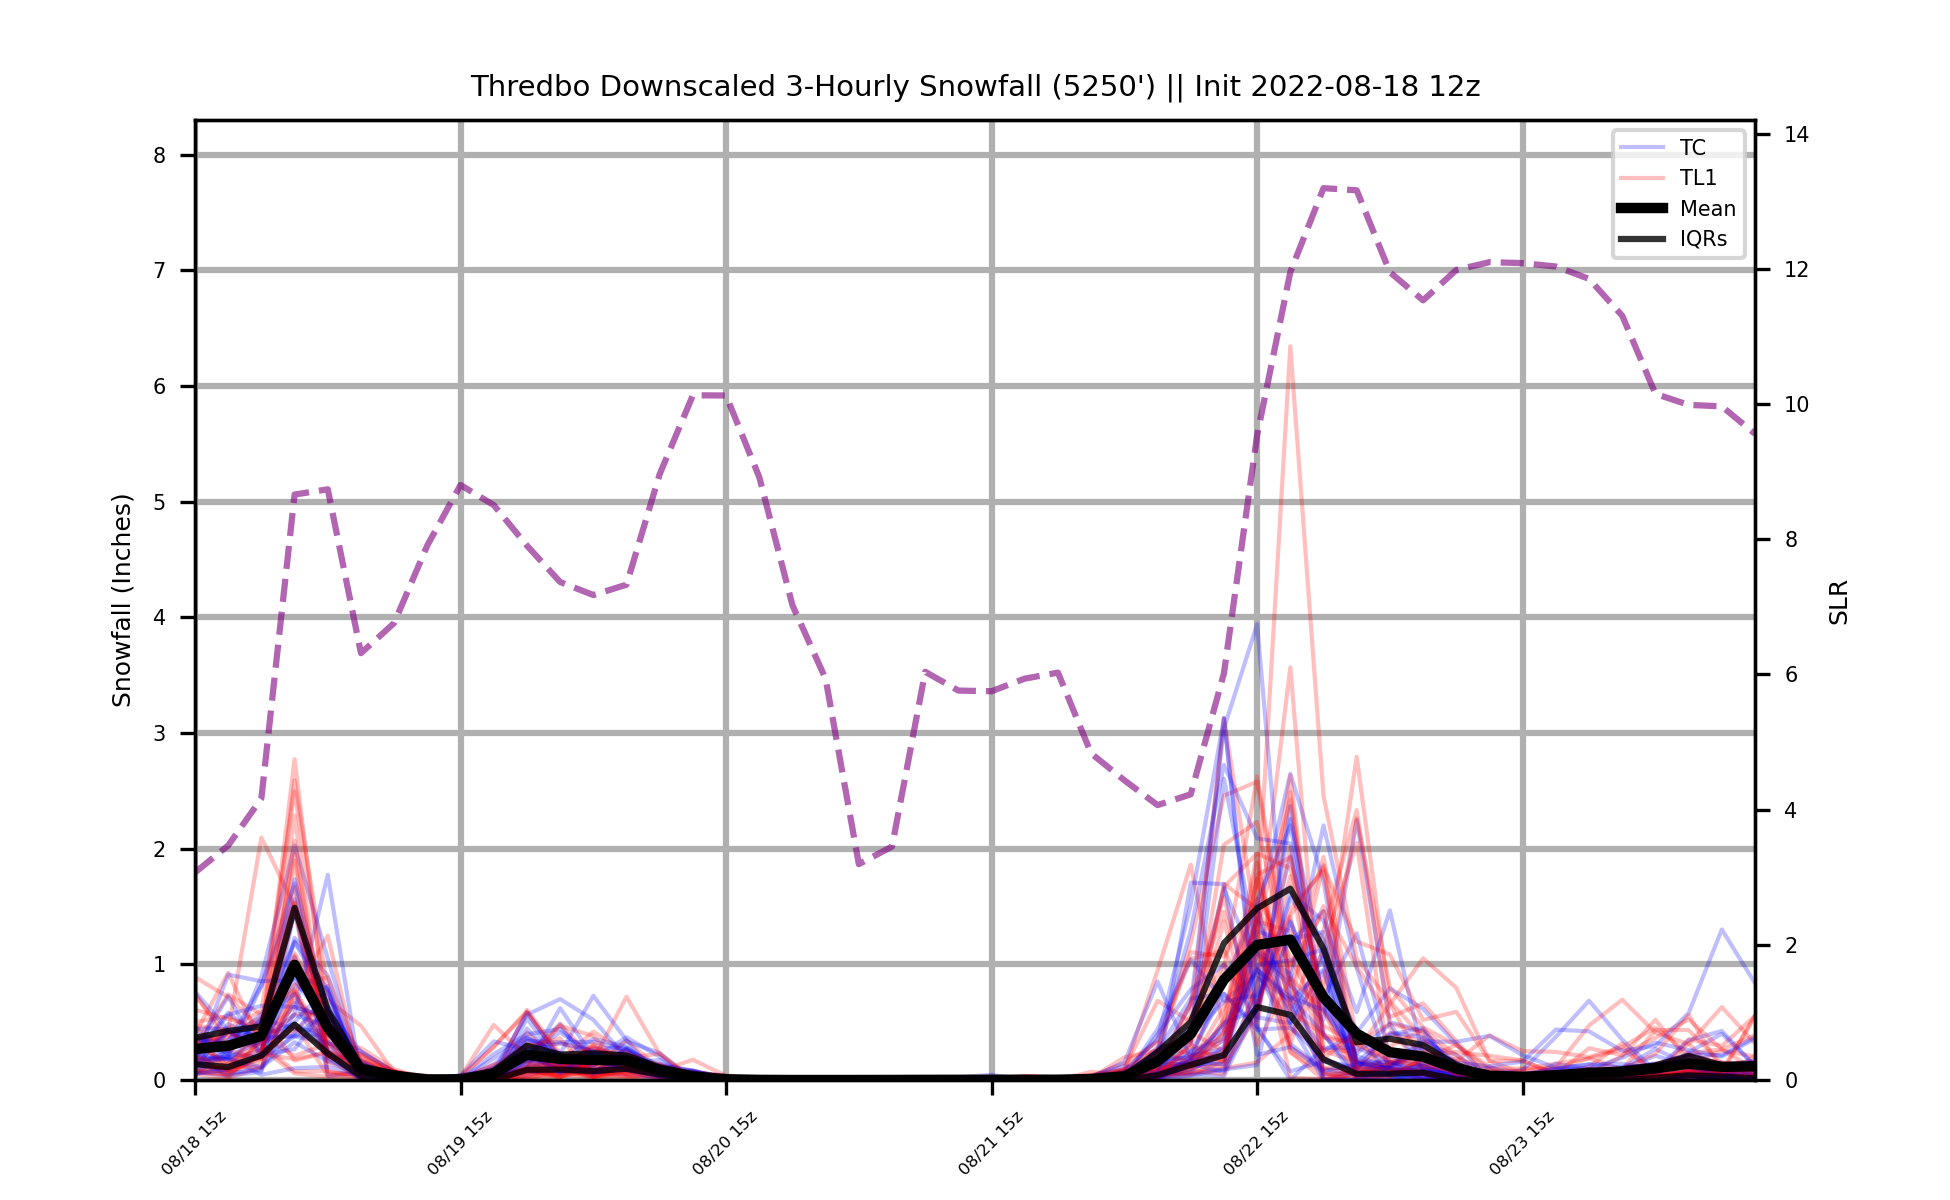 Thredbo Downscaled 3-Hourly Snowfall (5250') || Init 2022-08-18 12z
TC
TL1
Mean
IQRs
Snowfall (Inches)
8
7
6
5
4
3
2
1
0
14
12
10
8
6
4
2
0
SLR
08/18 15z
08/19 15z
08/20 15z
08/21 15z
08/22 15z
08/23 15z